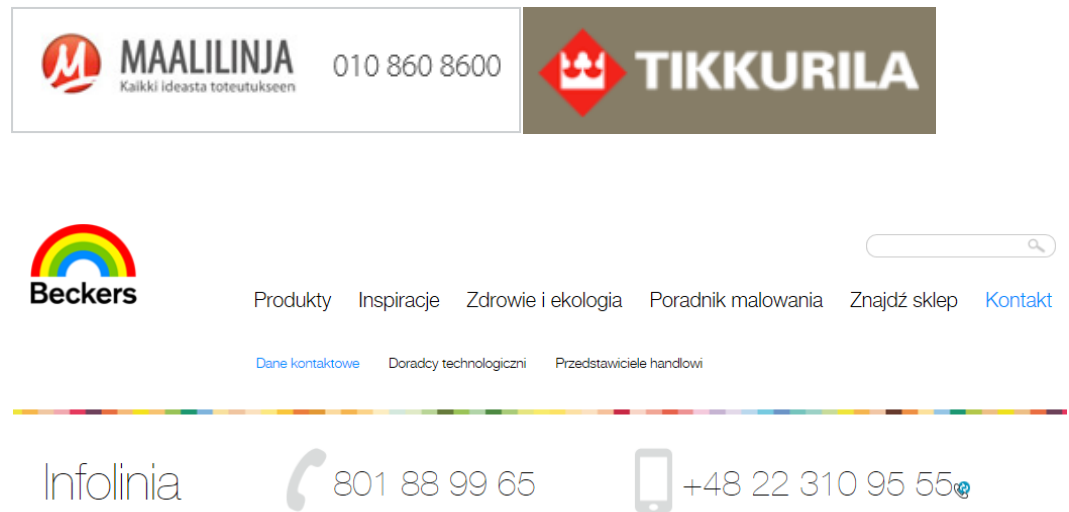 MAALILINJA
Kaikki ideasta toteutukseen
010 860 8600
TIKKURILA
Beckers
Produkty Inspiracje Zdrowie i ekologia Poradnik malowania Znajdź sklep Kontakt
Dane kontaktowe Doradcy technologiczni Przedstawiciele handlowi
Infolinia 801 88 99 65 +48 22 310 95 55